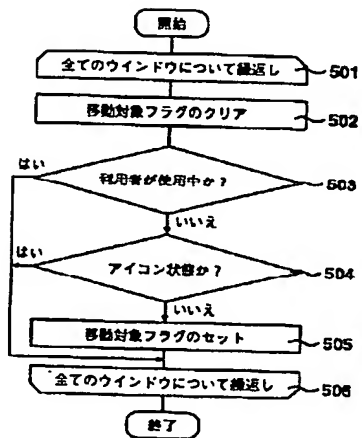 開始
全てのウインドウについて繰返し 501
移動対象フラグのクリア 502
はい
利用者が使用中か? 503
いいえ
はい
アイコン状態か? 504
いいえ
移動対象フラグのセット 505
全てのウインドウについて繰返し 506
終了